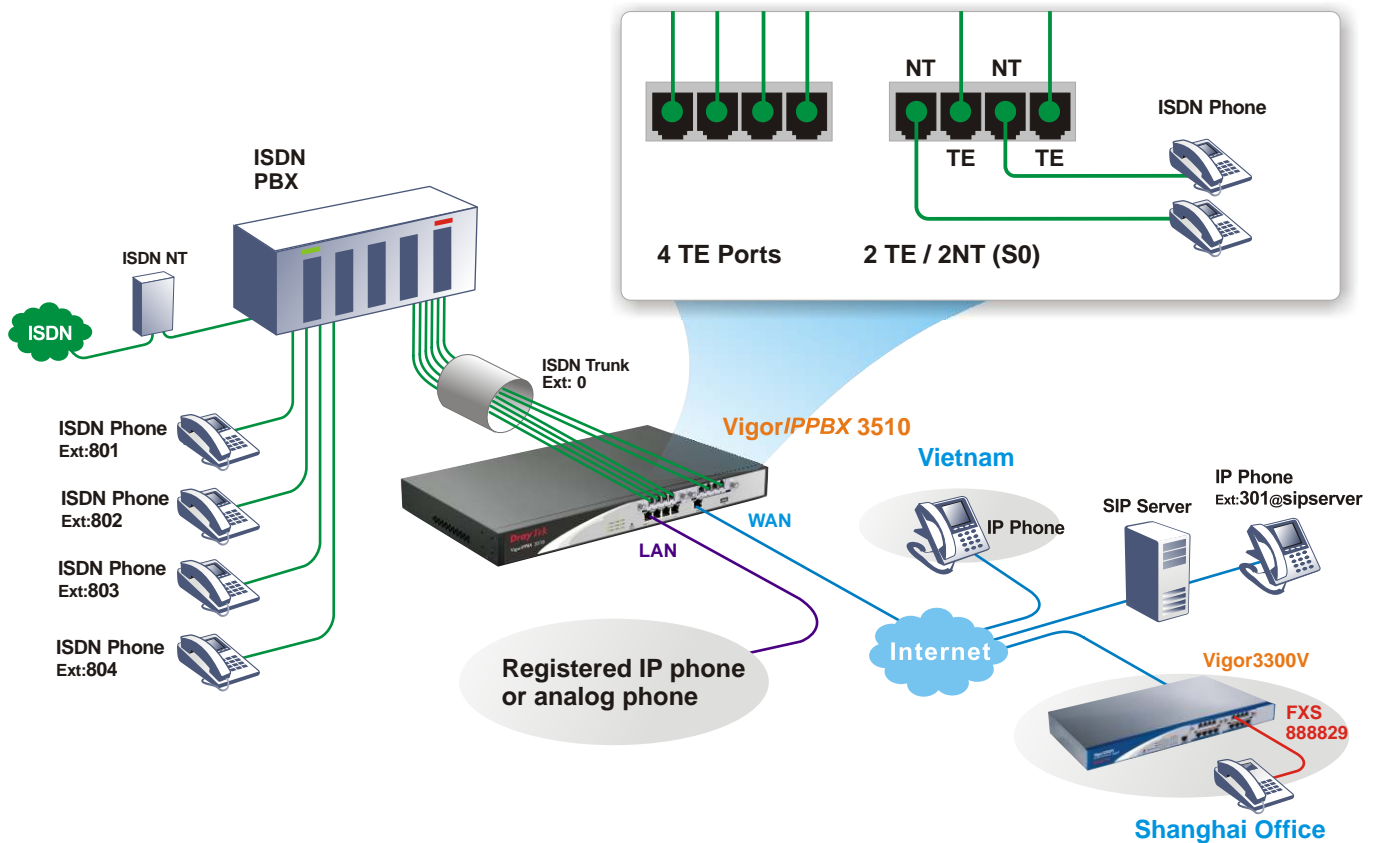 NT
NT
ISDN Phone
TE
TE
4 TE Ports
2 TE / 2NT (S0)
ISDN
PBX
ISDN NT
ISDN
ISDN Trunk
Ext: 0
ISDN Phone
Ext:801
ISDN Phone
Ext:802
ISDN Phone
Ext:803
ISDN Phone
Ext:804
VigorIPPBX 3510
DrayTek
WAN
LAN
Registered IP phone
or analog phone
Vietnam
IP Phone
SIP Server
IP Phone
Ext:301@sipserver
Internet
Vigor3300V
FXS
888829
Shanghai Office